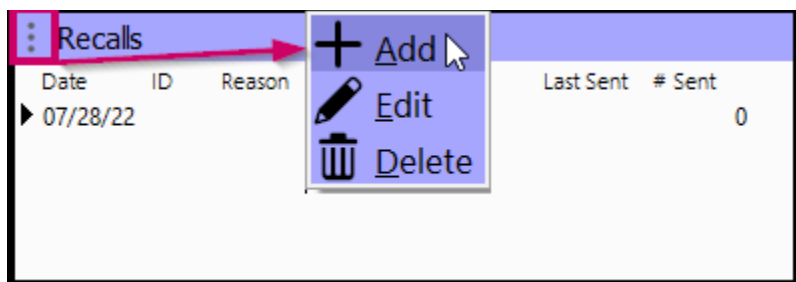 Recalls
Add
Date ID Reason Last Sent # Sent
Edit
07/28/22 0
Delete